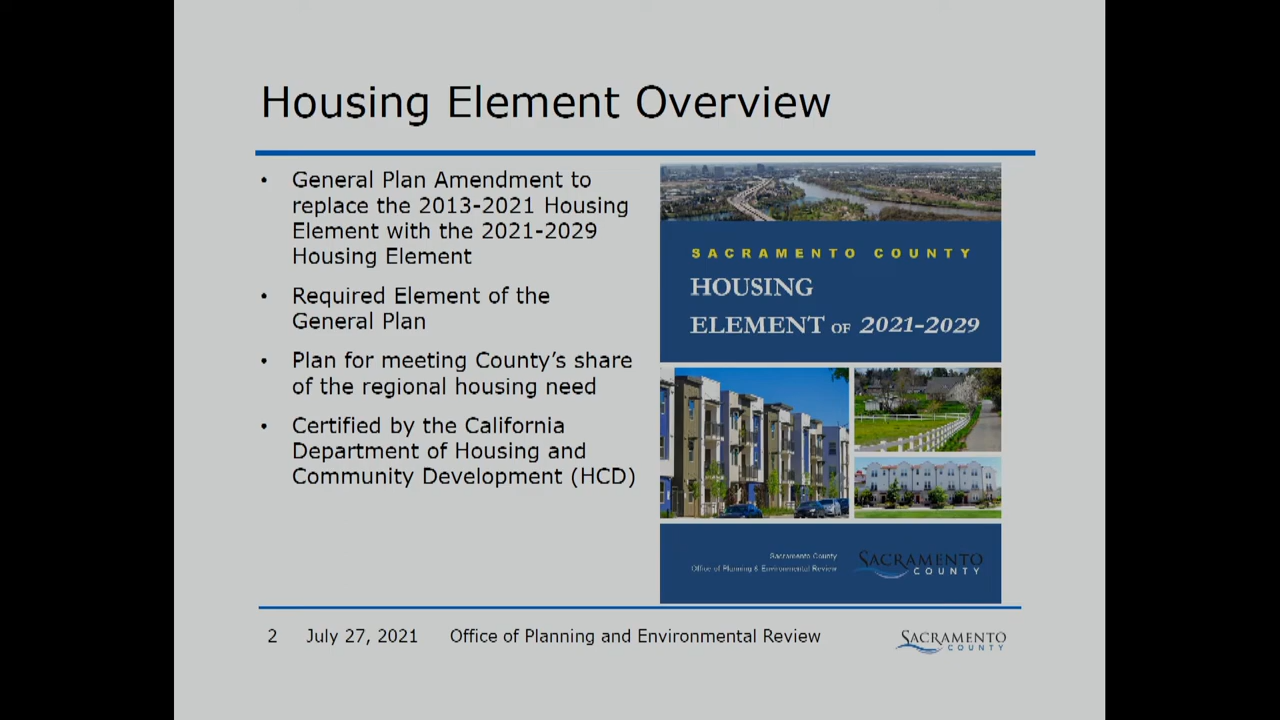 Housing Element Overview
• General Plan Amendment to
replace the 2013-2021 Housing
Element with the 2021-2029
Housing Element
• Required Element of the
General Plan
• Plan for meeting County’s share
of the regional housing need
• Certified by the California
Department of Housing and
Community Development (HCD)
SACRAMENTO COUNTY
HOUSING
ELEMENT OF 2021-2029
Sacramento County
Office of Planning & Environmental Review
SACRAMENTO
COUNTY
2 July 27, 2021 Office of Planning and Environmental Review
SACRAMENTO
COUNTY